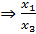 ⇒ x₁/x₃